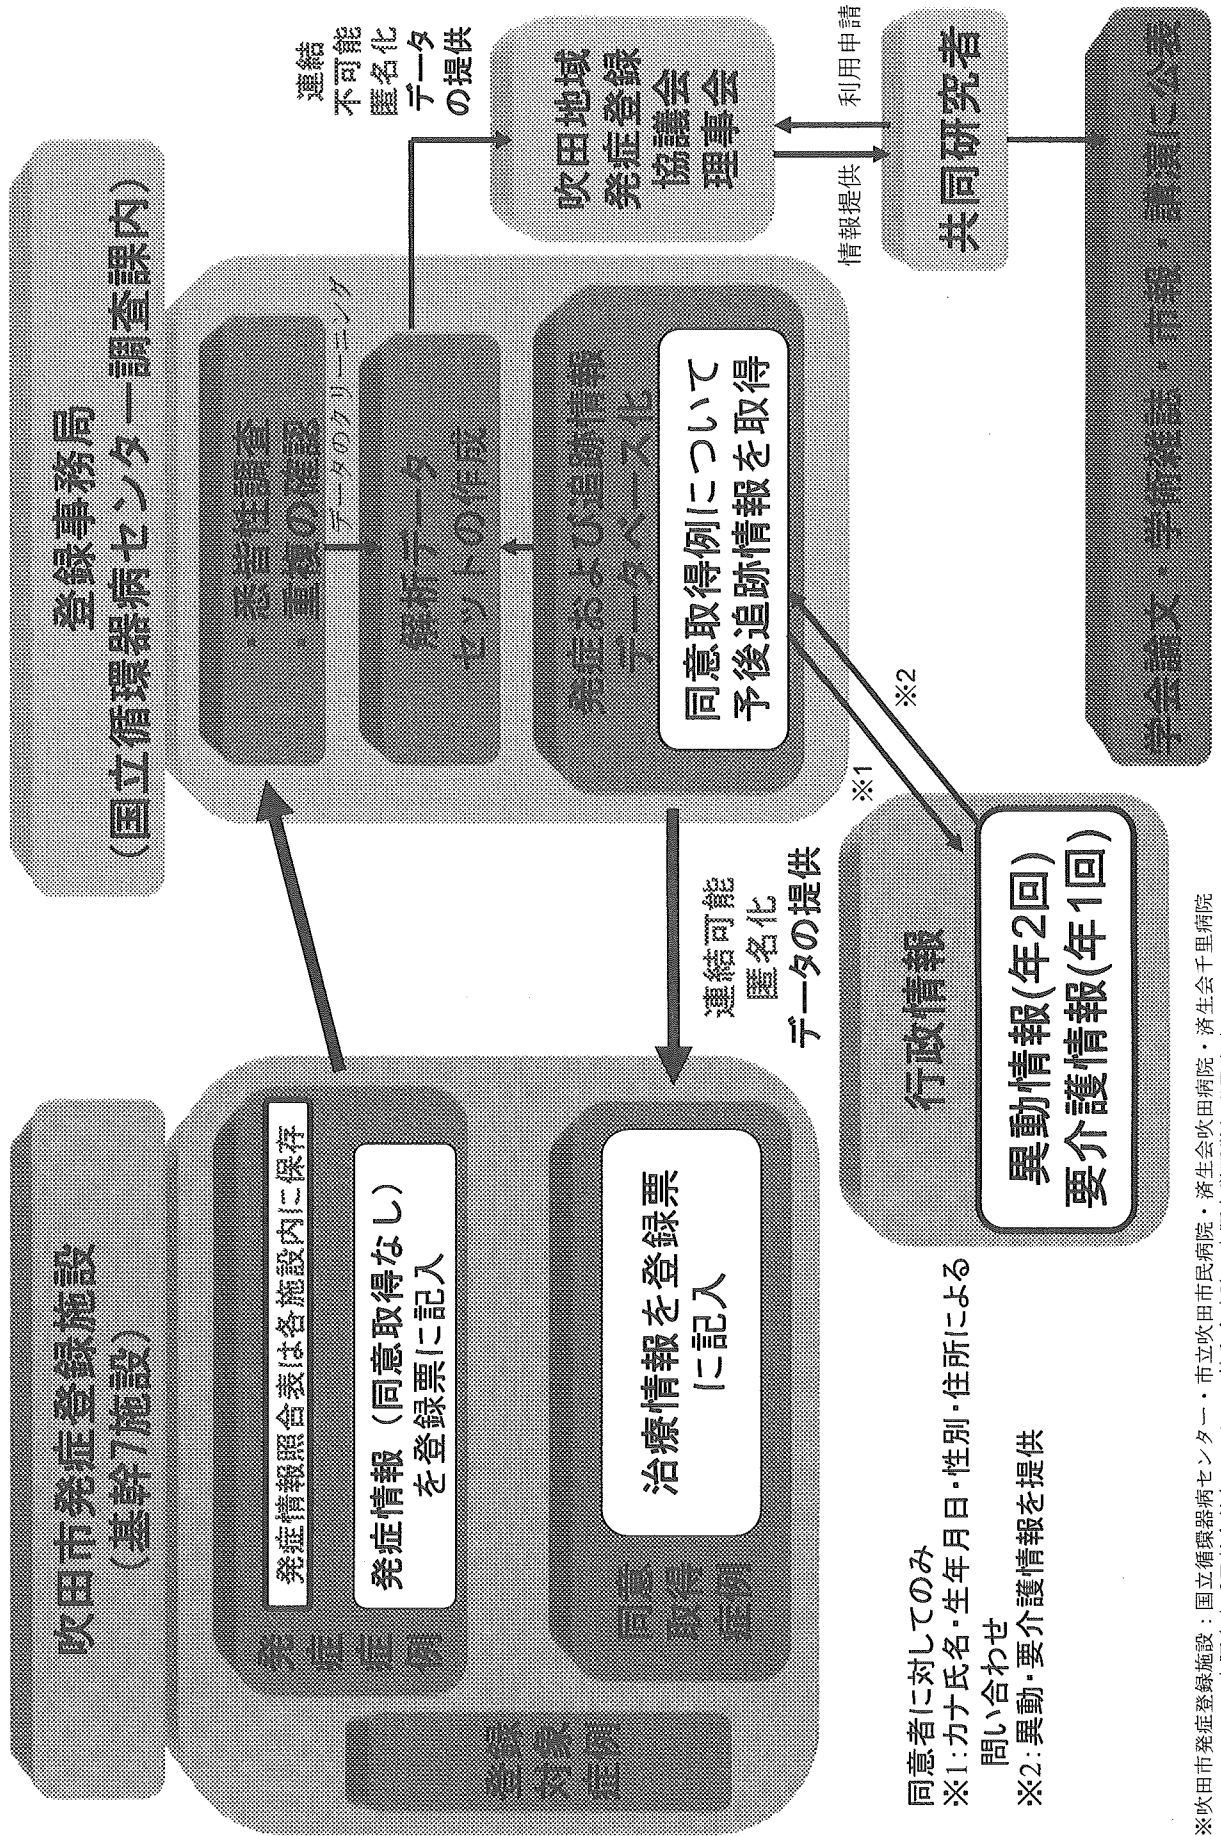 吹田市発症登録施設
(基幹7施設)
登録
対象
症例
発症
症例
発症情報照合表は各施設内に保存
発症情報(同意取得なし)
を登録票に記入
同意
取得
症例
治療情報を登録票
に記入
登録事務局
(国立循環器病センター調査課内)
悉皆性調査
・重複の確認
データのクリーニング
解析データ
セットの作成
発症および追跡情報
データベース化
同意取得例について
予後追跡情報を取得
連結可能
匿名化
データの提供
連結
不可能
匿名化
データ
の提供
吹田地域
発症登録
協議会
理事会
情報提供
利用申請
共同研究者
学会論文・学術雑誌・市報・講演に公表
※1
※2
行政情報
異動情報(年2回)
要介護情報(年1回)
同意者に対してのみ
※1:カナ氏名・生年月日・性別・住所による
問い合わせ
※2:異動・要介護情報を提供
※吹田市発症登録施設:国立循環器病センター・市立吹田市民病院・済生会吹田病院・済生会千里病院